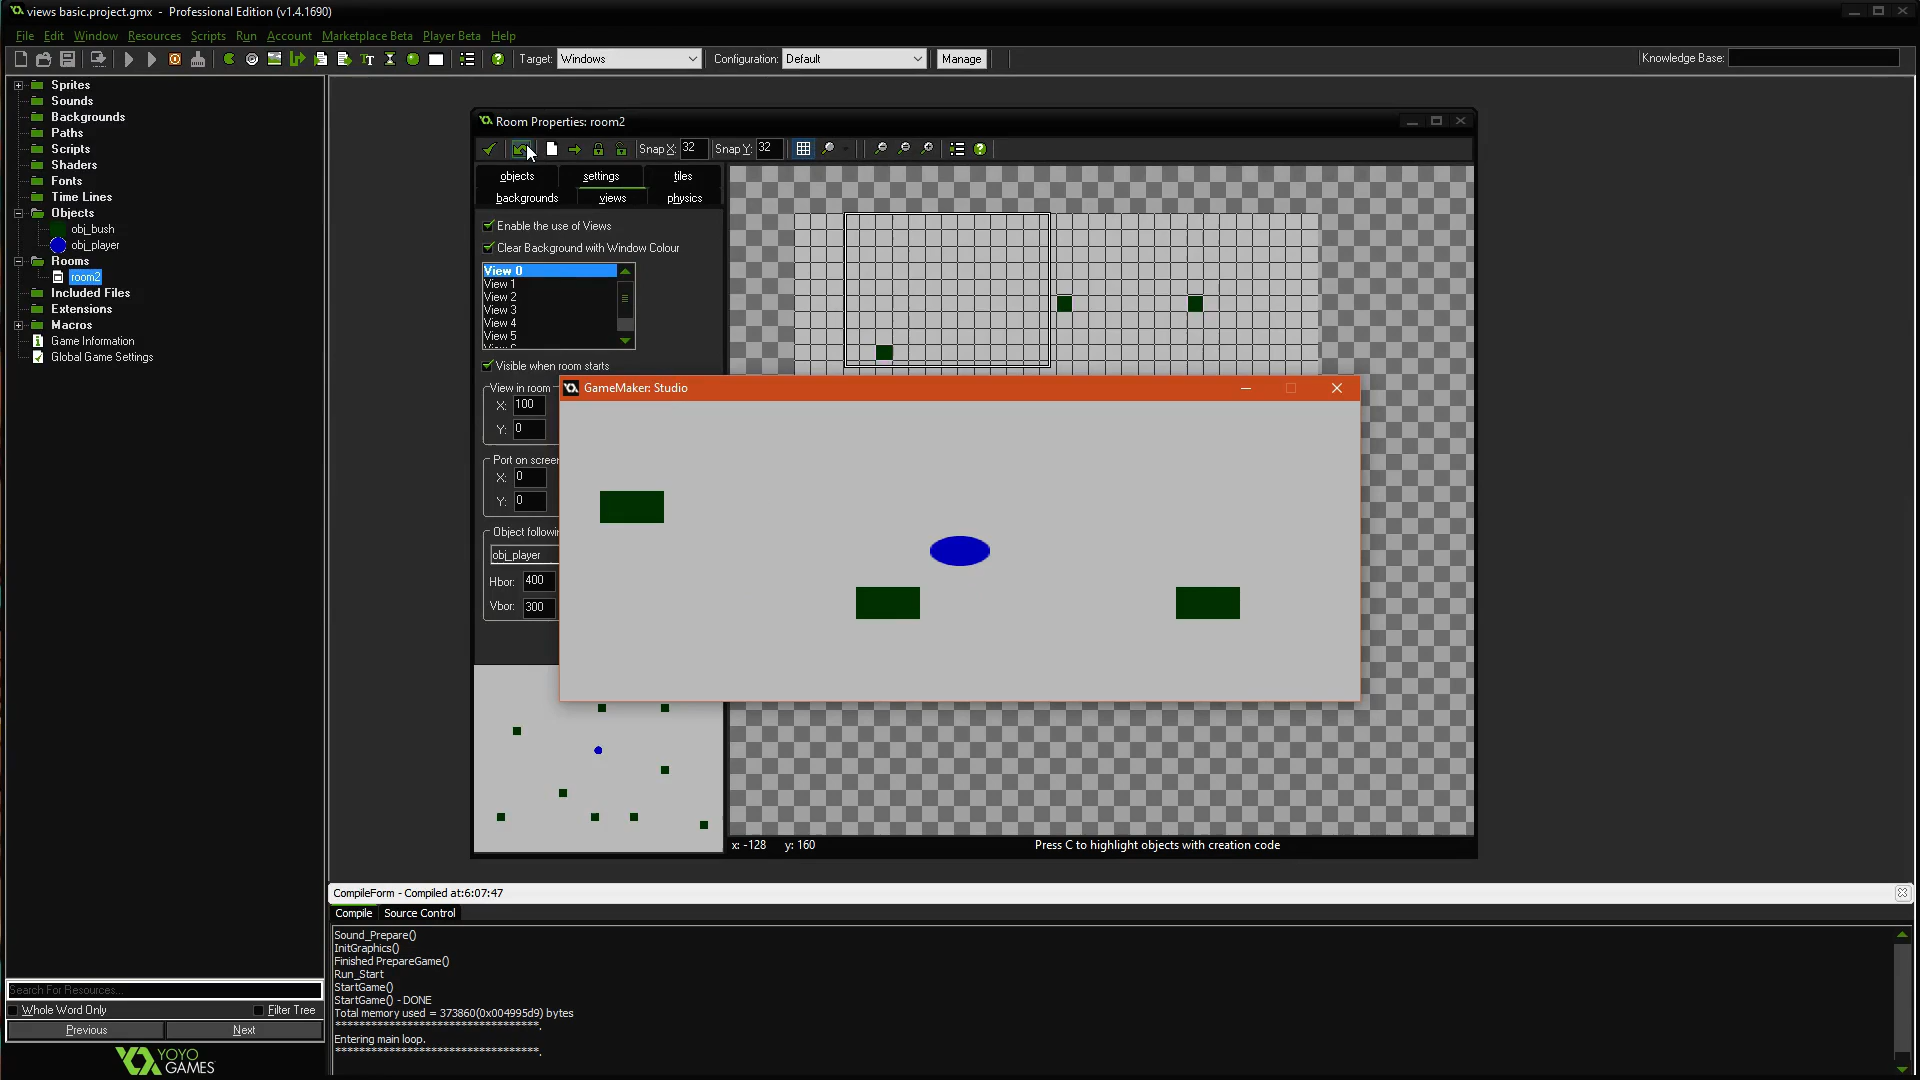 views basic.project.gmx - Professional Edition (v1.4.1690)
File Edit Window Resources Scripts Run Account Marketplace Beta Player Beta Help
Target: Windows Configuration: Default Manage Knowledge Base:
Sprites
Sounds
Backgrounds
Paths
Scripts
Shaders
Fonts
Time Lines
Objects
obj_bush
obj_player
Rooms
room2
Included Files
Extensions
Macros
Game Information
Global Game Settings
Search For Resources...
Whole Word Only Filter Tree
Previous Next
YOYO
GAMES
Room Properties: room2
Snap X: 32 Snap Y: 32
objects settings tiles
backgrounds views physics
Enable the use of Views
Clear Background with Window Colour
View 0
View 1
View 2
View 3
View 4
View 5
Visible when room starts
View in room
X: 100
Y: 0
Port on screen
X: 0
Y: 0
Object followin
obj_player
Hbor: 400
Vbor: 300
GameMaker: Studio
x: -128 y: 160 Press C to highlight objects with creation code
CompileForm - Compiled at:6:07:47
Compile Source Control
Sound_Prepare()
InitGraphics()
Finished PrepareGame()
Run_Start
StartGame()
StartGame() - DONE
Total memory used = 373860(0x004995d9) bytes
***********************************.
Entering main loop.
***********************************.